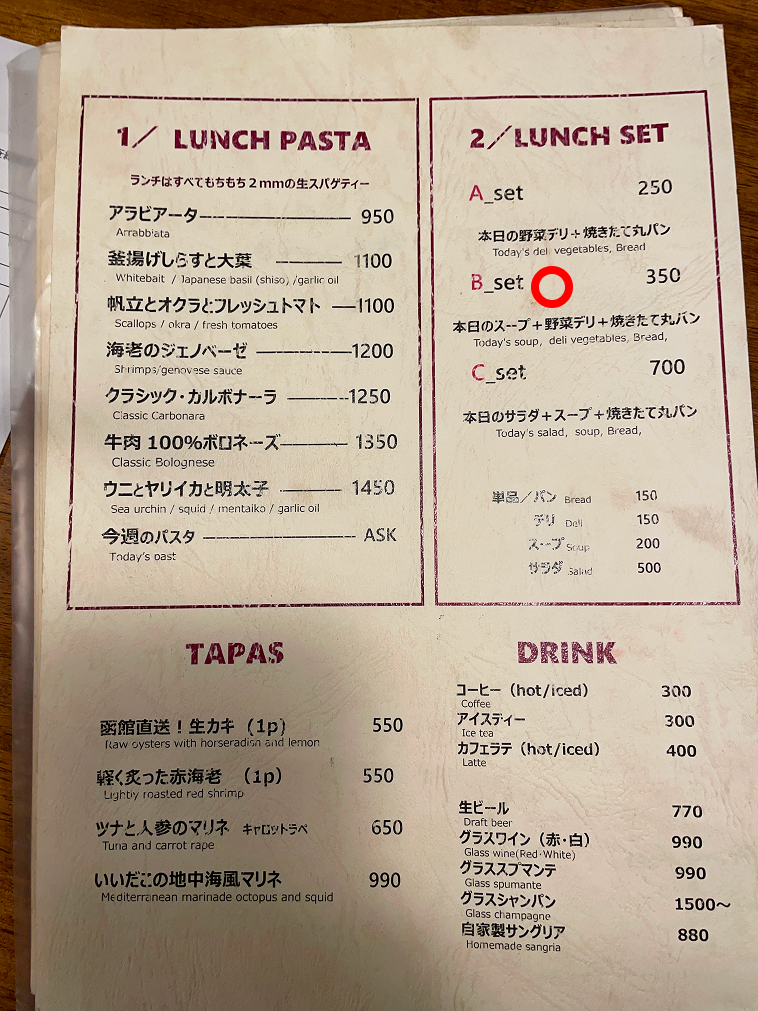 1/ LUNCH PASTA
ランチはすべてもちもち2mmの生スパゲティー
アラビアータ 950
Arrabbiata
釜揚げしらすと大葉 1100
Whitebait / Japanese basil (shiso) /garlic oil
帆立とオクラとフレッシュトマト 1100
Scallops / okra / fresh tomatoes
海老のジェノベーゼ 1200
Shrimps/genovese sauce
クラシック・カルボナーラ 1250
Classic Carbonara
牛肉 100%ボロネーズ 1350
Classic Bolognese
ウニとヤリイカと明太子 1450
Sea urchin / squid / mentaiko / garlic oil
今週のパスタ ASK
Today's past
2/LUNCH SET
A_set 250
本日の野菜デリ+焼きたて丸パン
Today's deli vegetables, Bread
B_set 350
本日のスープ+野菜デリ+焼きたて丸パン
Today's soup, deli vegetables, Bread,
C_set 700
本日のサラダ+スープ+焼きたて丸パン
Today's salad, soup, Bread,
単品/パン Bread 150
デリ Deli 150
スープ Soup 200
サラダ Salad 500
TAPAS
函館直送!生カキ (1p) 550
Raw oysters with horseradish and lemon
軽く炙った赤海老 (1p) 550
Lightly roasted red shrimp
ツナと人参のマリネ キャロットラペ 650
Tuna and carrot rape
いいだこの地中海風マリネ 990
Mediterranean marinade octopus and squid
DRINK
コーヒー (hot/iced) 300
Coffee
アイスティー 300
Ice tea
カフェラテ (hot/iced) 400
Latte
生ビール 770
Draft beer
グラスワイン (赤・白) 990
Glass wine(Red・White)
グラススプマンテ 990
Glass spumante
グラスシャンパン 1500～
Glass champagne
自家製サングリア 880
Homemade sangria